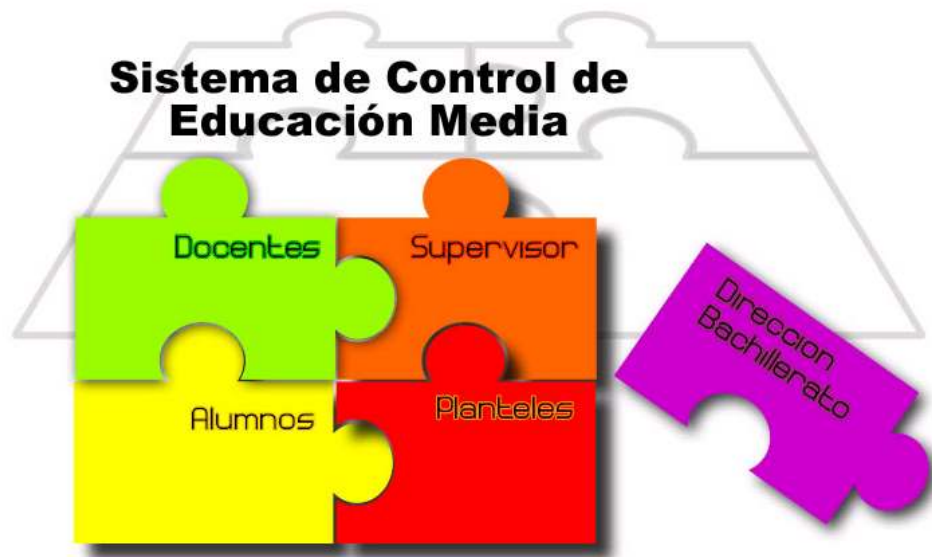 Sistema de Control de
Educación Media
Docentes
Supervisor
Direccion
Bachillerato
Alumnos
Planteles